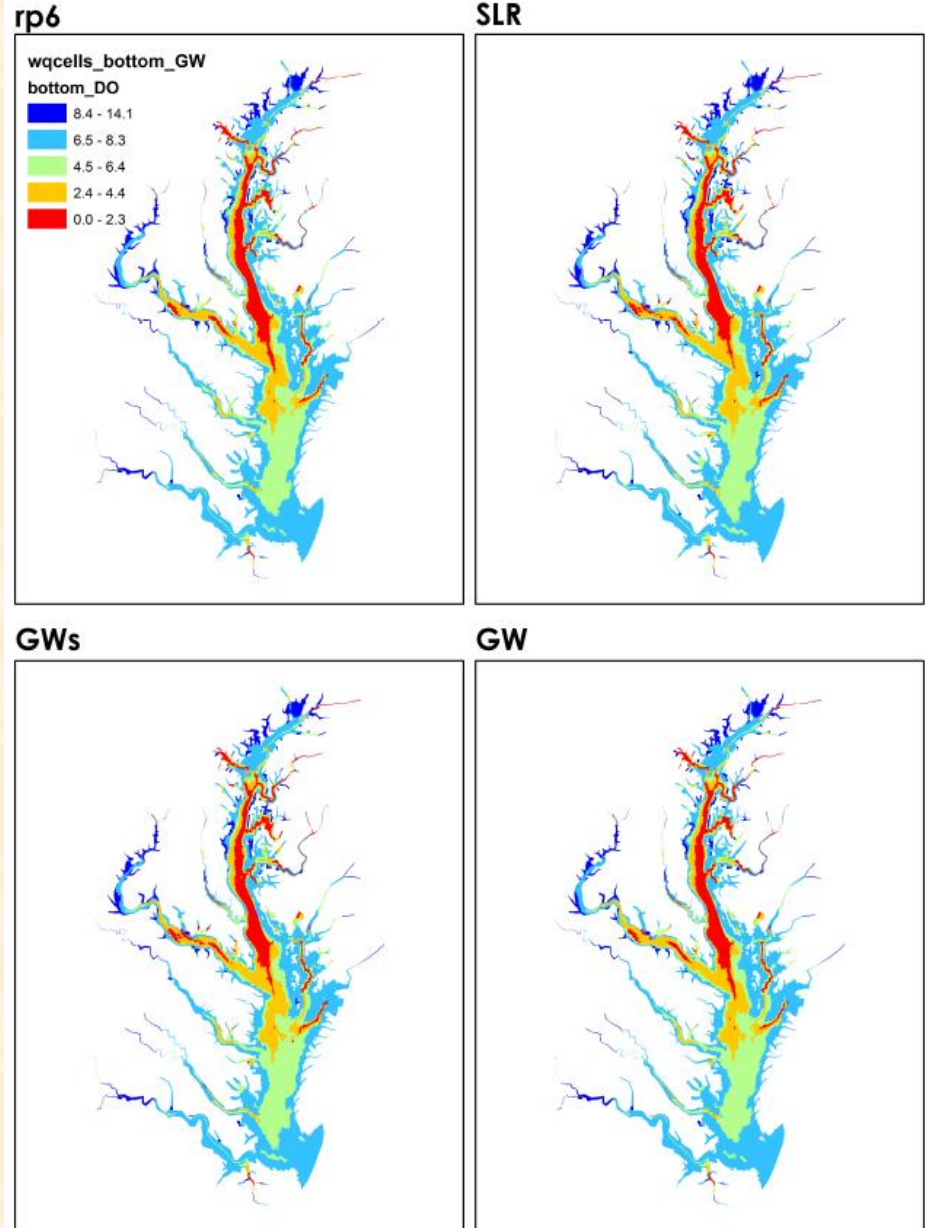 rp6
SLR
wqcells_bottom_GW
bottom_DO
8.4 - 14.1
6.5 - 8.3
4.5 - 6.4
2.4 - 4.4
0.0 - 2.3
GWs
GW